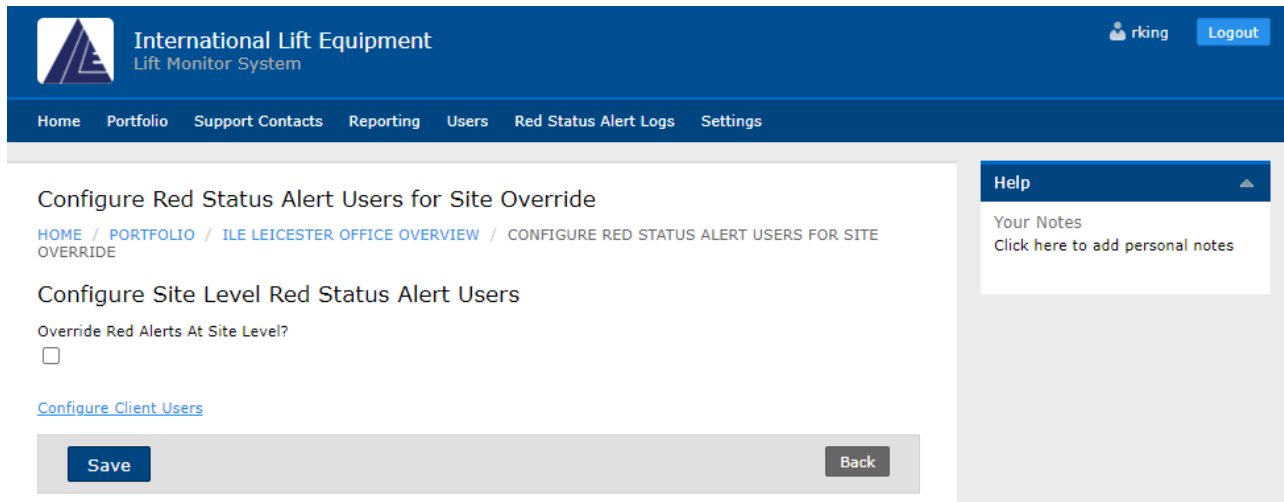 International Lift Equipment
Lift Monitor System
rking
Logout
Home Portfolio Support Contacts Reporting Users Red Status Alert Logs Settings
Configure Red Status Alert Users for Site Override
HOME / PORTFOLIO / ILE LEICESTER OFFICE OVERVIEW / CONFIGURE RED STATUS ALERT USERS FOR SITE
OVERRIDE
Configure Site Level Red Status Alert Users
Override Red Alerts At Site Level?
Configure Client Users
Save
Back
Help
Your Notes
Click here to add personal notes